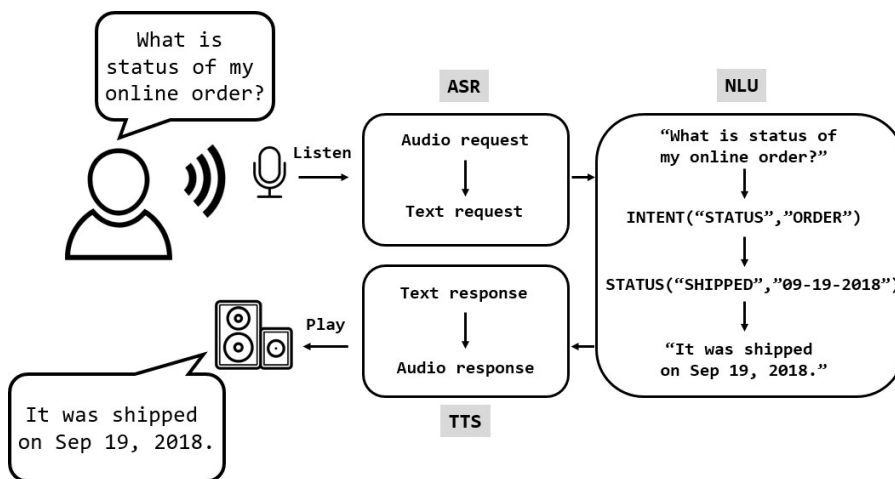 What is
status of my
online order?
Listen
ASR
Audio request
Text request
NLU
“What is status of
my online order?”
INTENT(“STATUS”,”ORDER”)
STATUS(“SHIPPED”,”09-19-2018”)
“It was shipped
on Sep 19, 2018.”
Text response
Audio response
TTS
Play
It was shipped
on Sep 19, 2018.